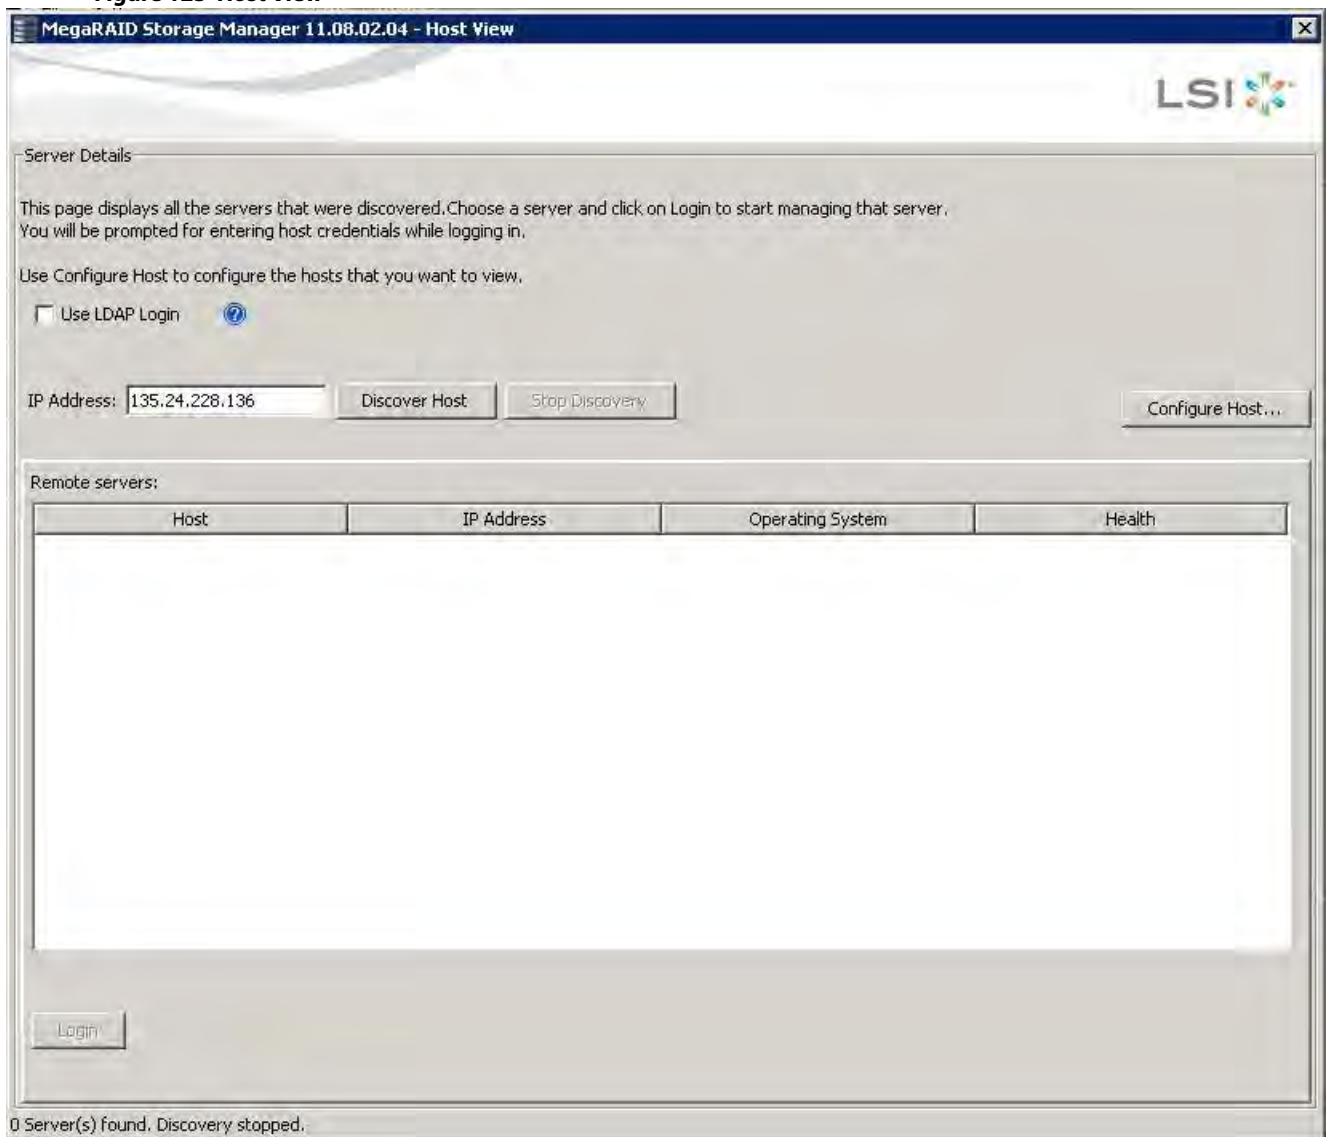 MegaRAID Storage Manager 11.08.02.04 - Host View
LSI
Server Details
This page displays all the servers that were discovered.Choose a server and click on Login to start managing that server.
You will be prompted for entering host credentials while logging in.
Use Configure Host to configure the hosts that you want to view.
Use LDAP Login ?
IP Address: 135.24.228.136 Discover Host Stop Discovery
Configure Host...
Remote servers:
Host IP Address Operating System Health
Login
0 Server(s) found. Discovery stopped.